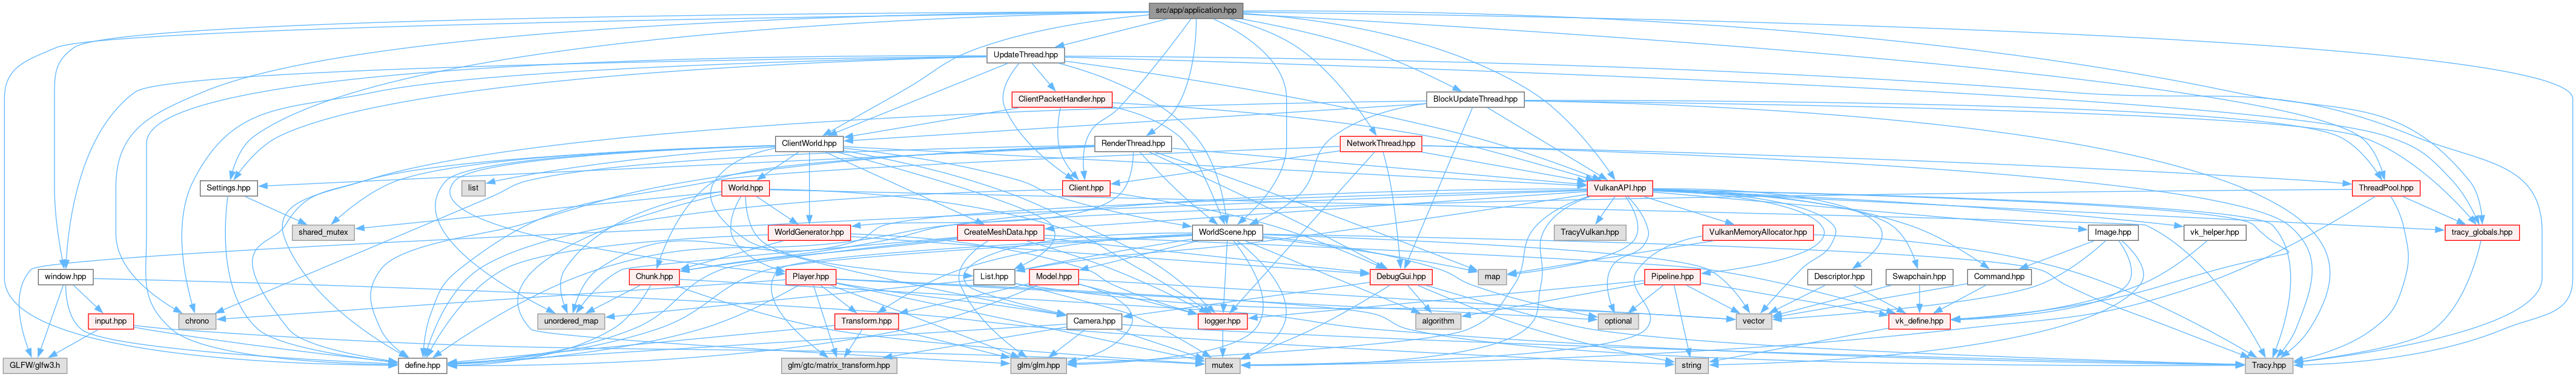 src/app/application.hpp
UpdateThread.hpp
ClientPacketHandler.hpp
BlockUpdateThread.hpp
ClientWorld.hpp
RenderThread.hpp
NetworkThread.hpp
Settings.hpp
list
World.hpp
Client.hpp
VulkanAPI.hpp
ThreadPool.hpp
shared_mutex
WorldGenerator.hpp
CreateMeshData.hpp
WorldScene.hpp
TracyVulkan.hpp
VulkanMemoryAllocator.hpp
Image.hpp
vk_helper.hpp
tracy_globals.hpp
window.hpp
Chunk.hpp
Player.hpp
List.hpp
Model.hpp
DebugGui.hpp
map
Pipeline.hpp
Descriptor.hpp
Swapchain.hpp
Command.hpp
input.hpp
chrono
unordered_map
Transform.hpp
Camera.hpp
logger.hpp
algorithm
optional
vector
vk_define.hpp
GLFW/glfw3.h
define.hpp
glm/gtc/matrix_transform.hpp
glm/glm.hpp
mutex
string
Tracy.hpp